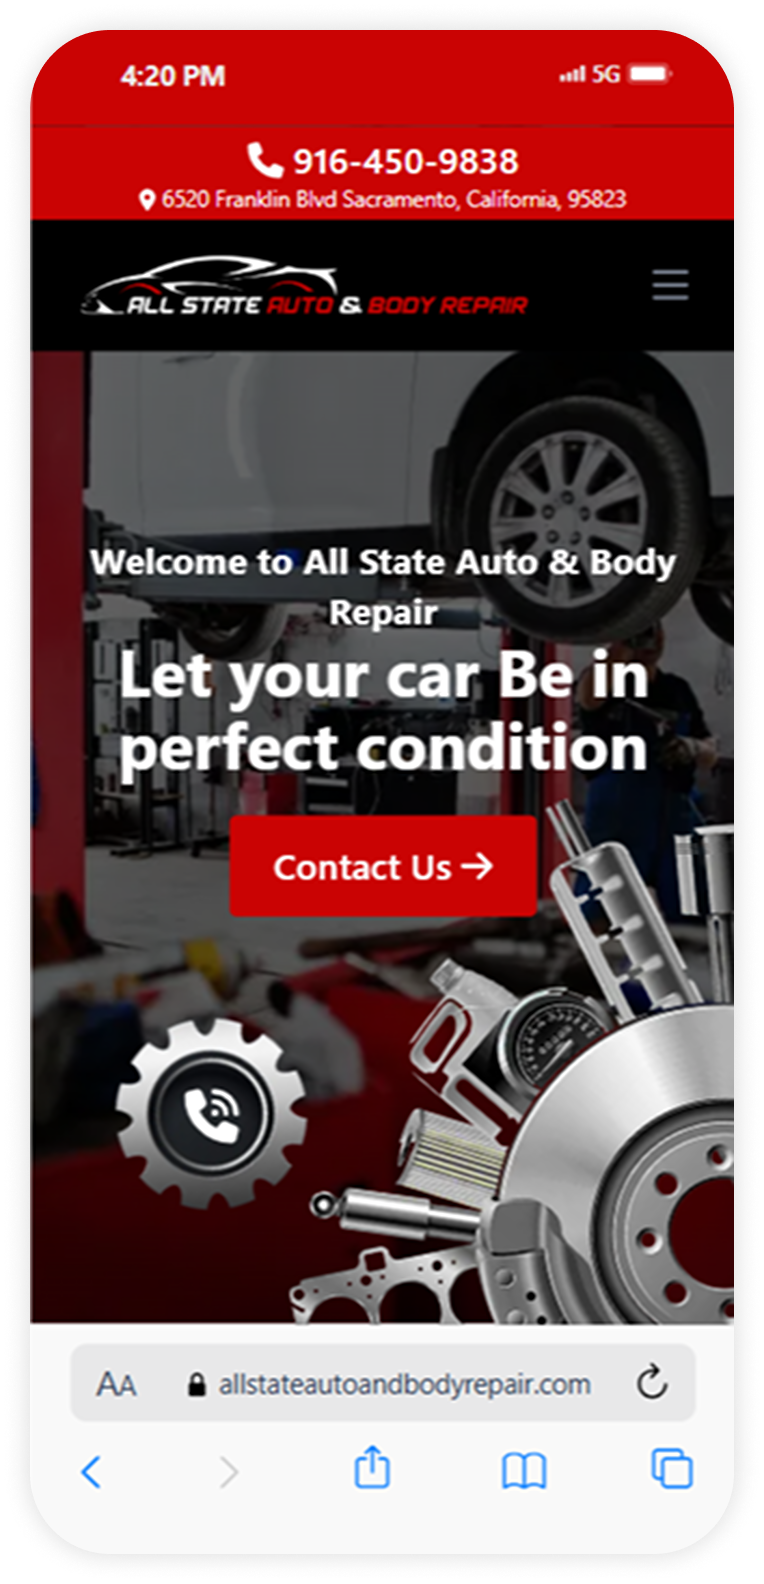 4:20 PM 5G
916-450-9838
6520 Franklin Blvd Sacramento, California, 95823
ALL STATE AUTO & BODY REPAIR
Welcome to All State Auto & Body
Repair
Let your car Be in
perfect condition
Contact Us →
AA allstateautoandbodyrepair.com